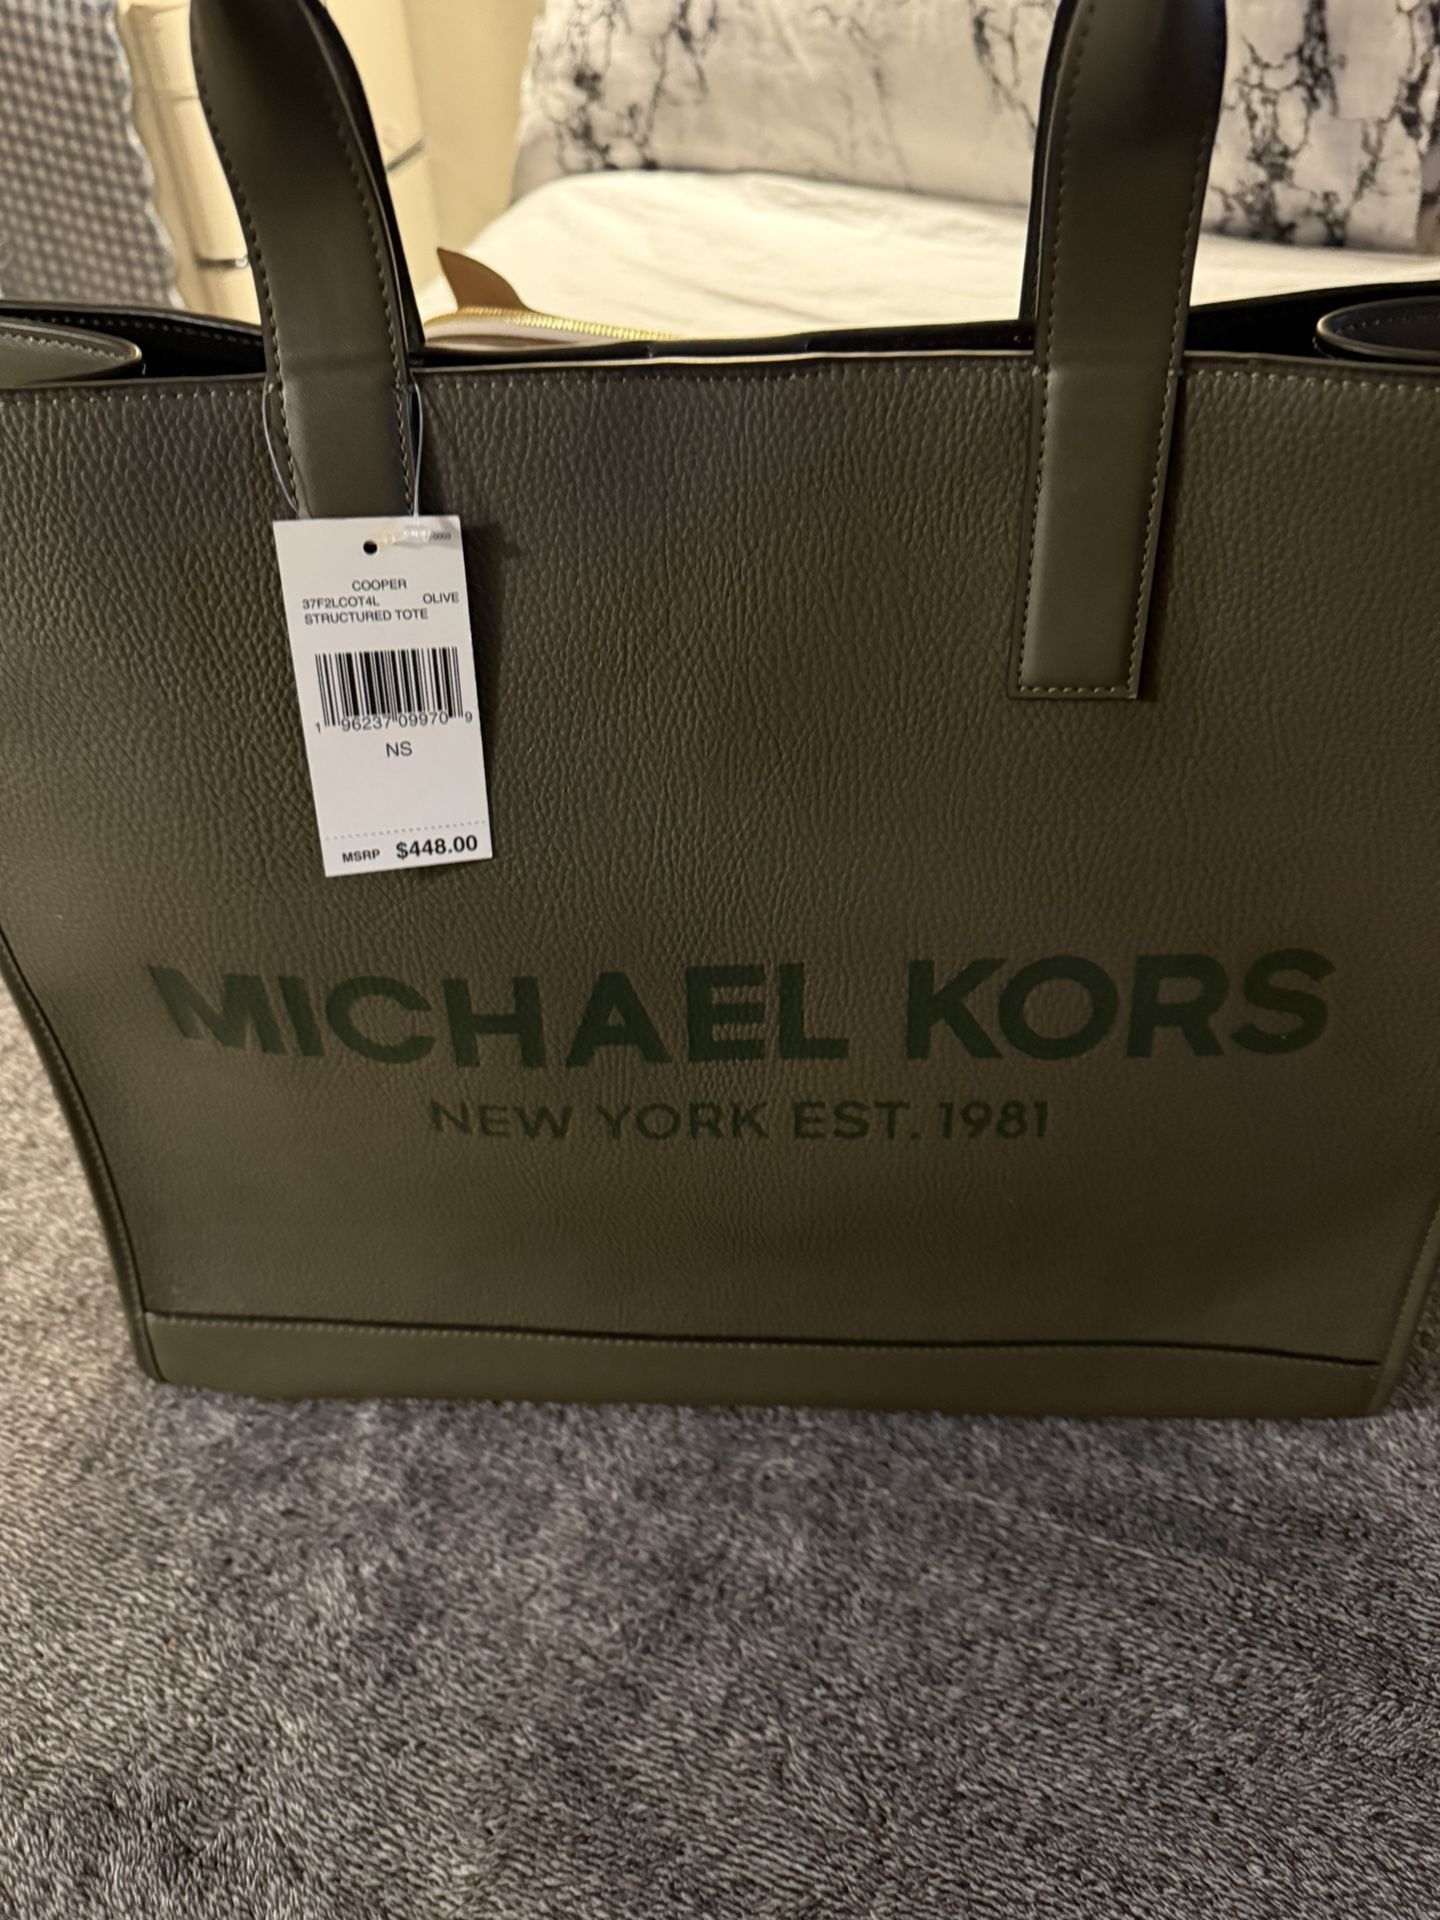 COOPER
37F2LCOT4L OLIVE
STRUCTURED TOTE
1 96237 09970 9
NS
MSRP $448.00
MICHAEL KORS
NEW YORK EST. 1981